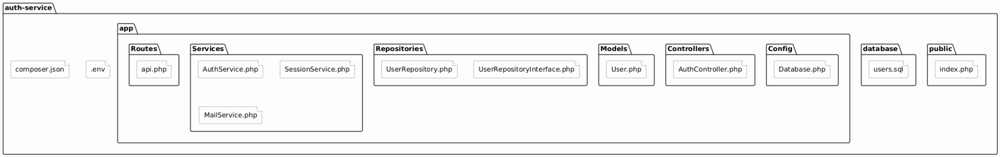 auth-service
app
Routes
Services
Repositories
Models
Controllers
Config
database
public
composer.json
.env
api.php
AuthService.php
SessionService.php
UserRepository.php
UserRepositoryInterface.php
User.php
AuthController.php
Database.php
users.sql
index.php
MailService.php